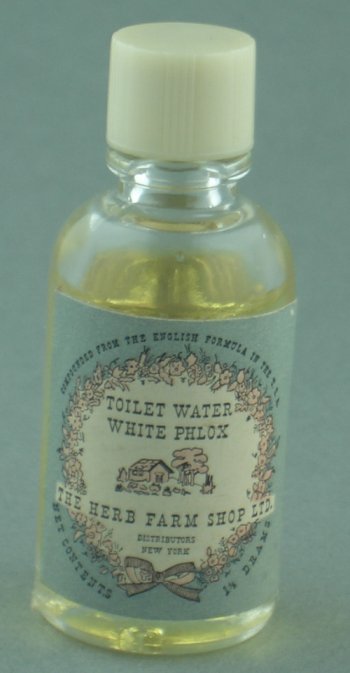 COMPOUNDED FROM THE ENGLISH FORMULA IN THE U.S.A.
TOILET WATER
WHITE PHLOX
THE HERB FARM SHOP LTD.
DISTRIBUTORS
NEW YORK
NET CONTENTS
1¼ DRAMS